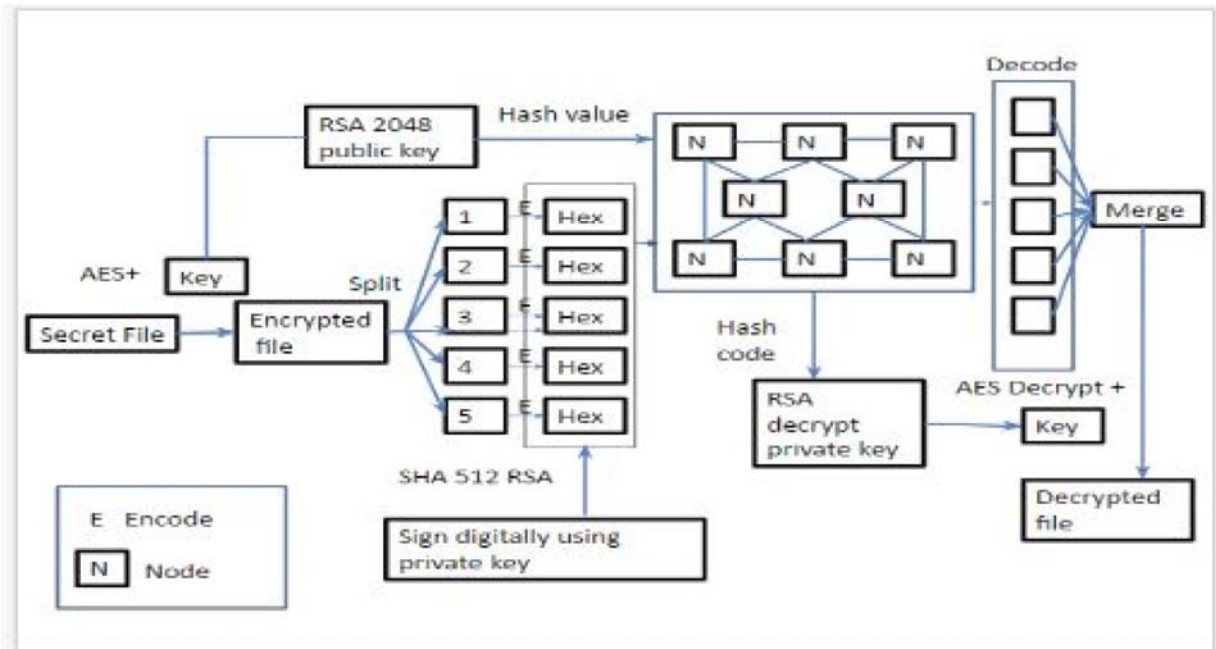 Decode
RSA 2048
public key
Hash value
N
N
N
N
N
N
N
N
Merge
AES+
Key
Split
Secret File
Encrypted
file
1
E
Hex
2
E
Hex
3
E
Hex
4
E
Hex
5
E
Hex
Hash
code
RSA
decrypt
private key
AES Decrypt +
Key
Decrypted
file
SHA 512 RSA
Sign digitally using
private key
E Encode
N Node